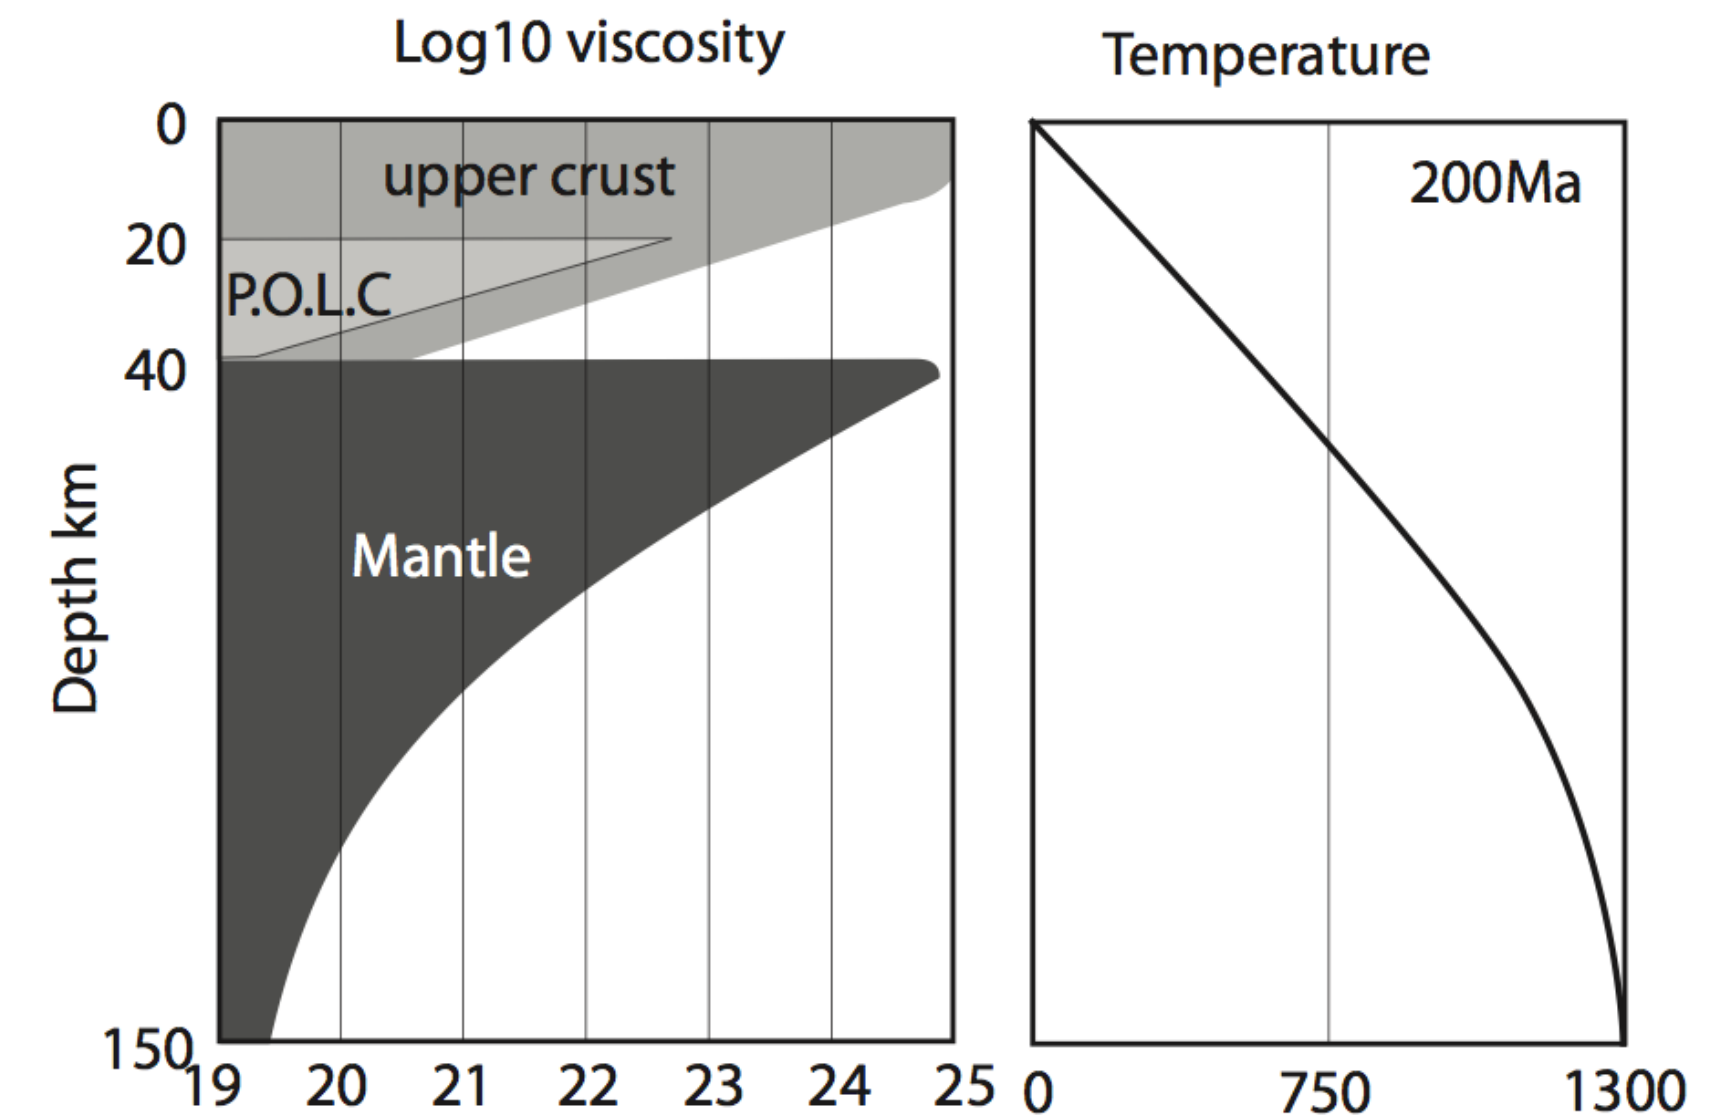 Log10 viscosity
Temperature
0
20
40
150
Depth km
upper crust
P.O.L.C
Mantle
200Ma
19 20 21 22 23 24 25
0 750 1300